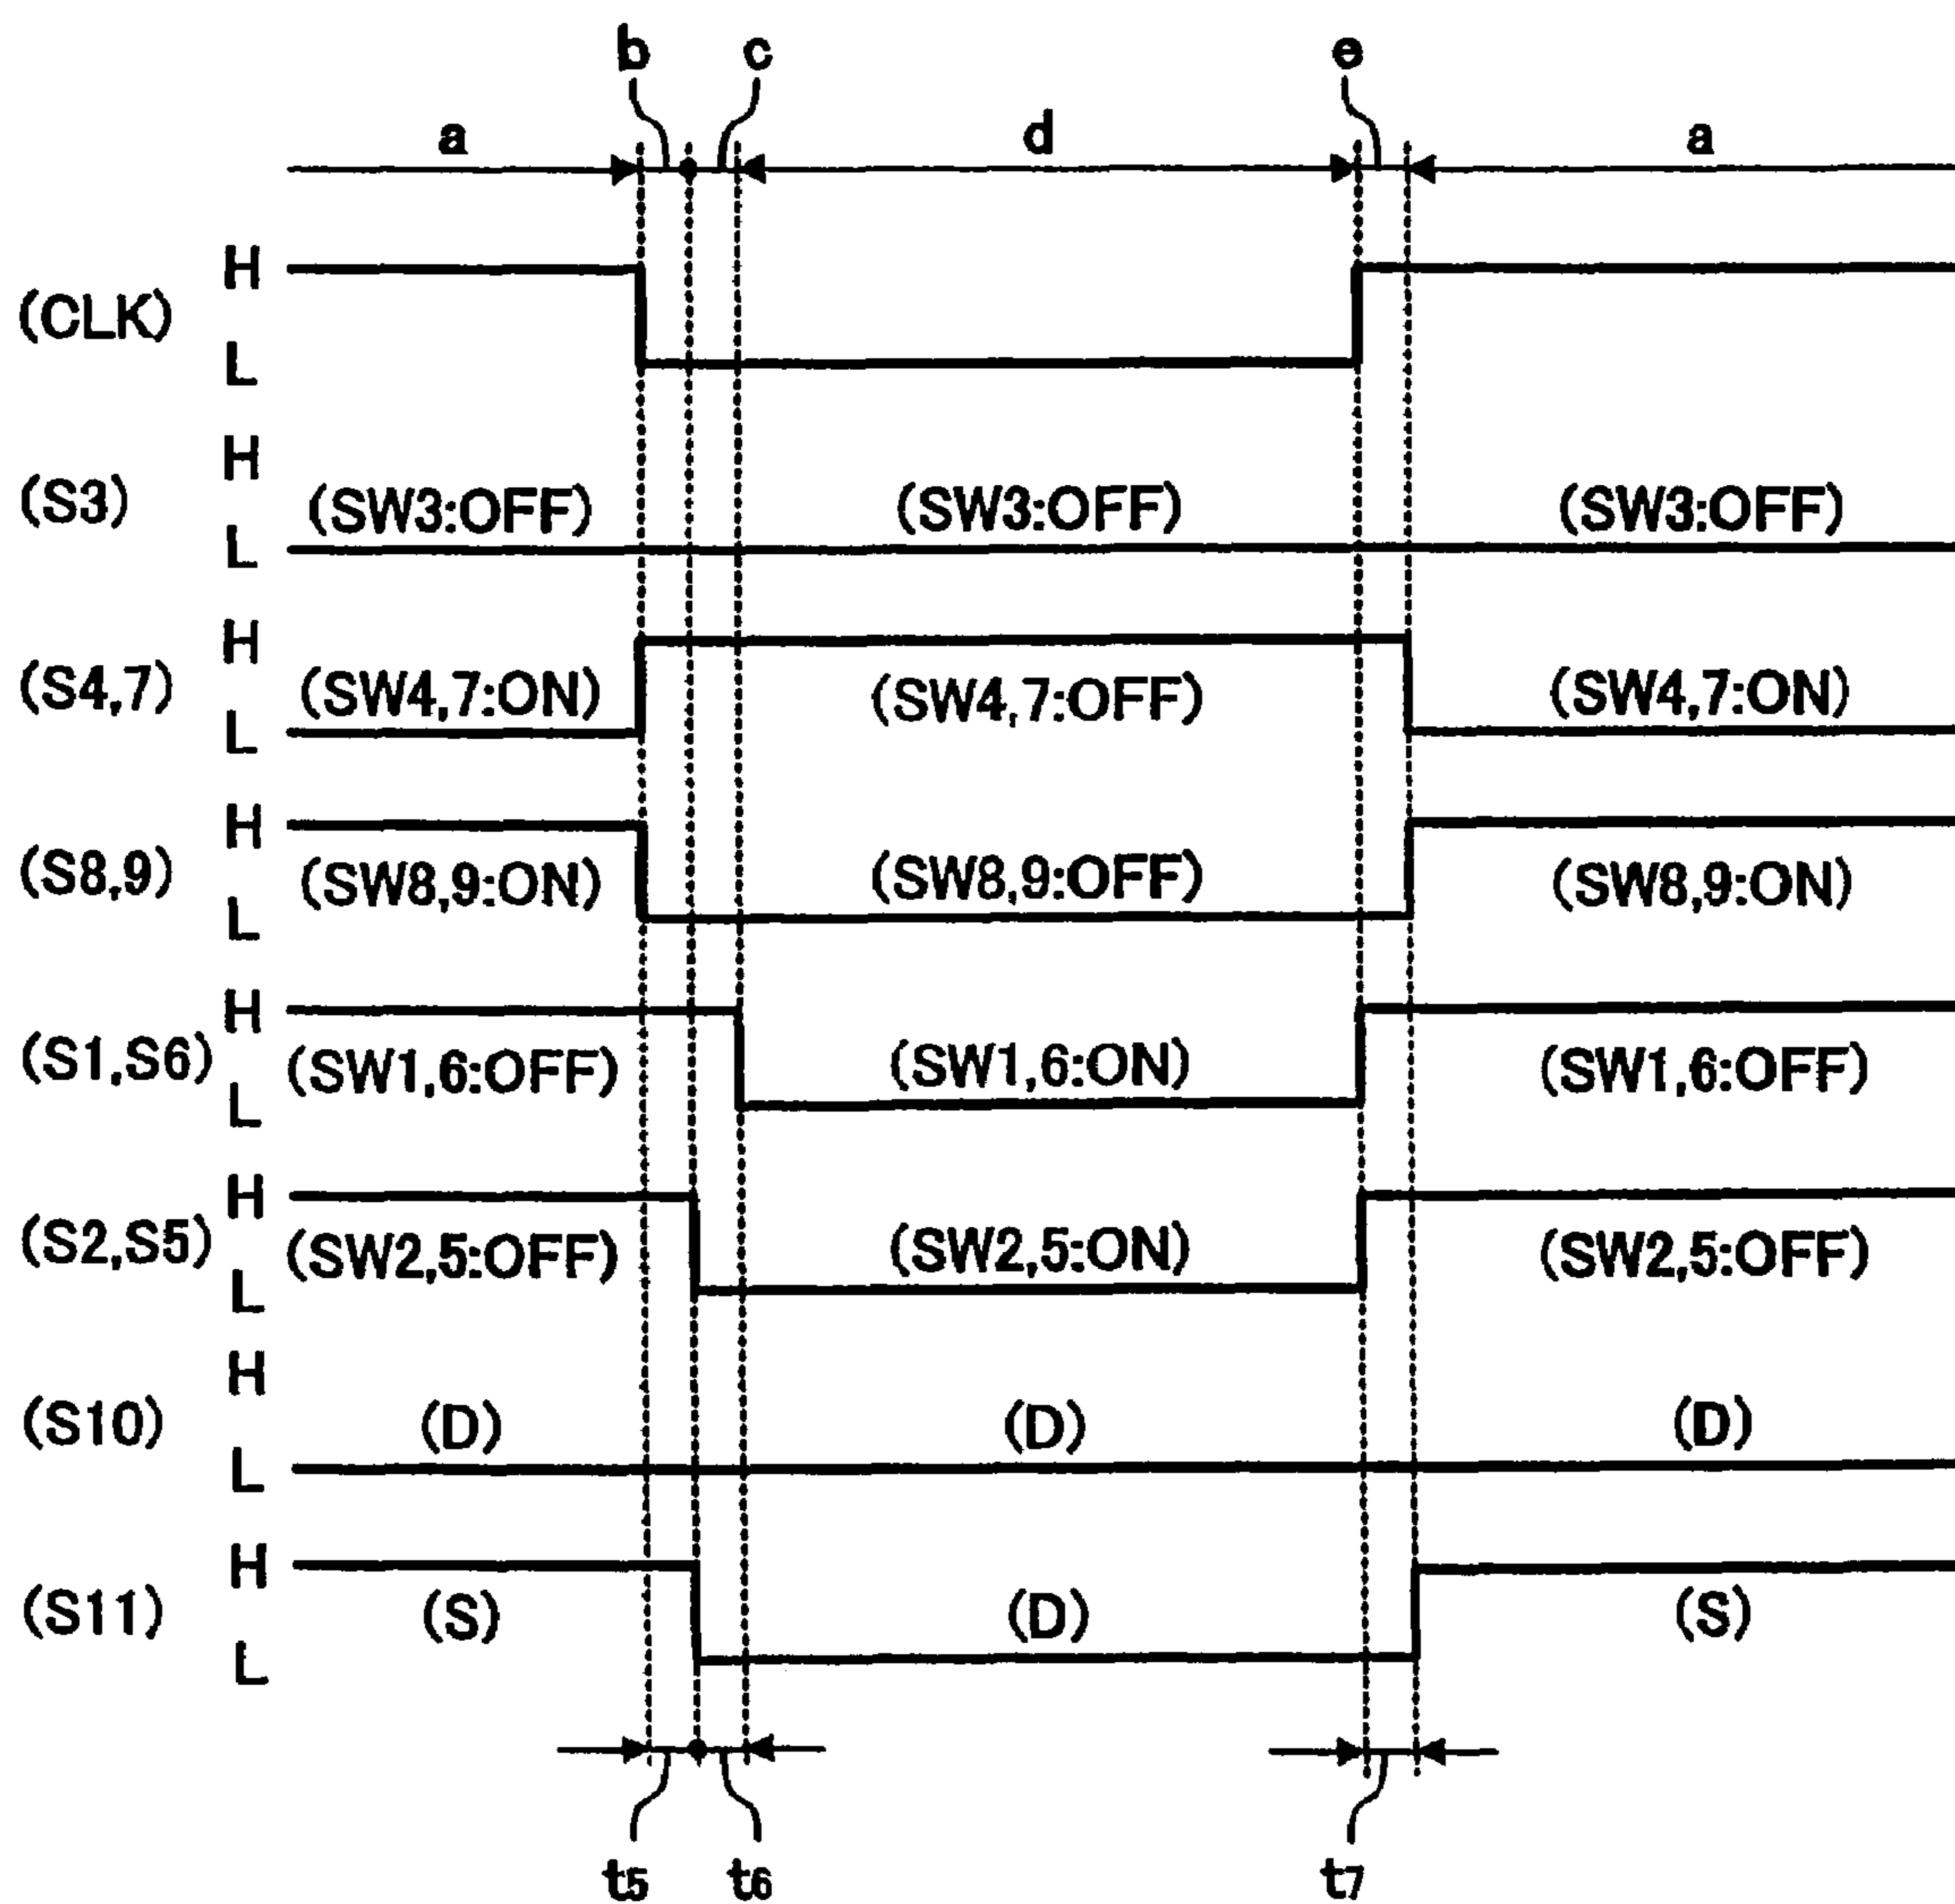 b c e
a d a
(CLK) H
L
(S3) H
L
(SW3:OFF) (SW3:OFF) (SW3:OFF)
(S4,7) H
L
(SW4,7:ON) (SW4,7:OFF) (SW4,7:ON)
(S8,9) H
L
(SW8,9:ON) (SW8,9:OFF) (SW8,9:ON)
(S1,S6) H
L
(SW1,6:OFF) (SW1,6:ON) (SW1,6:OFF)
(S2,S5) H
L
(SW2,5:OFF) (SW2,5:ON) (SW2,5:OFF)
(S10) H
L
(D) (D) (D)
(S11) H
L
(S) (D) (S)
t5 t6 t7